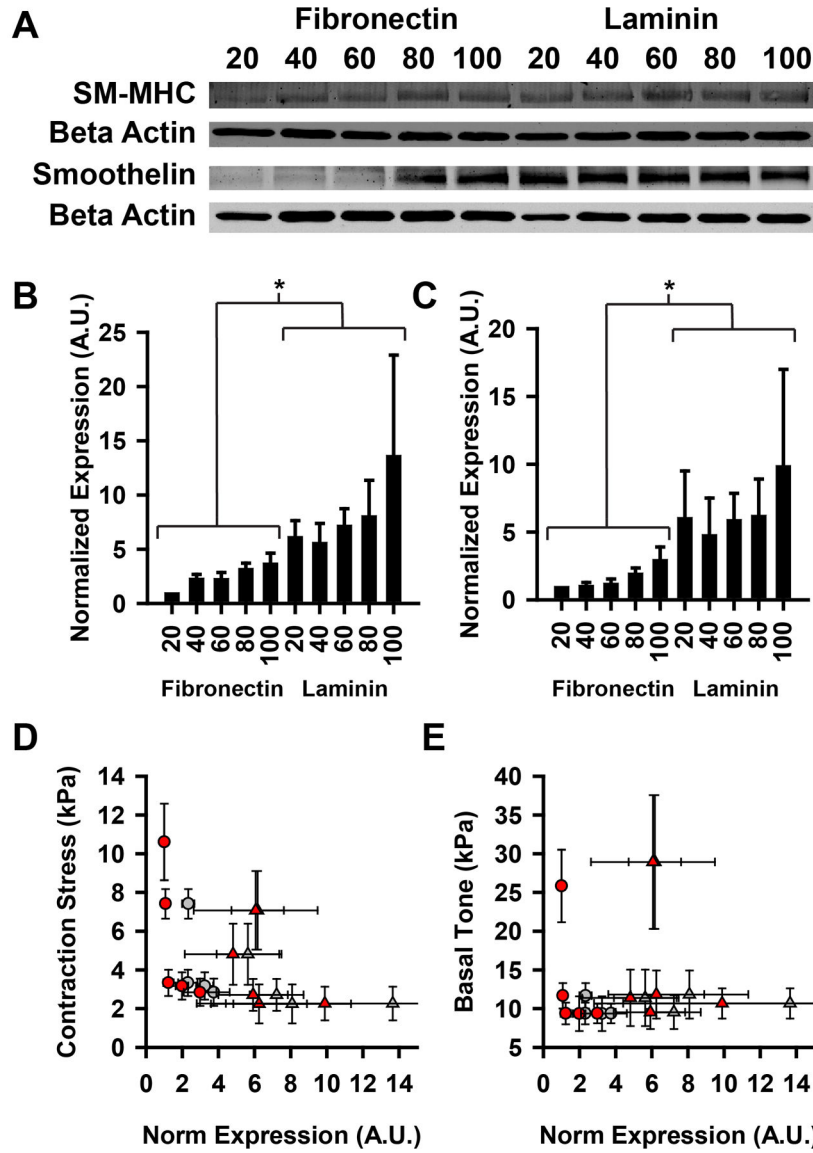 A
Fibronectin Laminin
20 40 60 80 100 20 40 60 80 100
SM-MHC
Beta Actin
Smoothelin
Beta Actin
B
*
Normalized Expression (A.U.)
25
20
15
10
5
0
20 40 60 80 100 20 40 60 80 100
Fibronectin Laminin
C
*
Normalized Expression (A.U.)
20
15
10
5
0
20 40 60 80 100 20 40 60 80 100
Fibronectin Laminin
D
Contraction Stress (kPa)
14
12
10
8
6
4
2
0
0 2 4 6 8 10 12 14
Norm Expression (A.U.)
E
Basal Tone (kPa)
40
35
30
25
20
15
10
5
0 2 4 6 8 10 12 14
Norm Expression (A.U.)